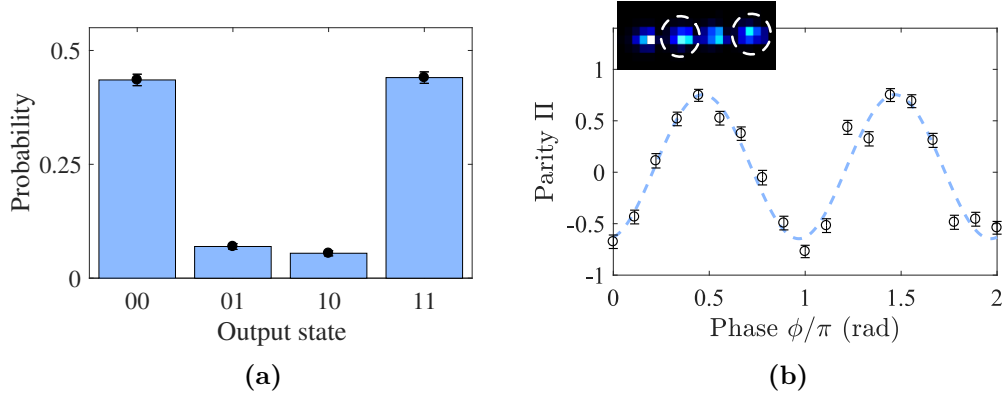 0.5
0.25
0
Probability
00
01
10
11
Output state
(a)
1
0.5
0
-0.5
-1
Parity Π
0
0.5
1
1.5
2
Phase ϕ/π (rad)
(b)